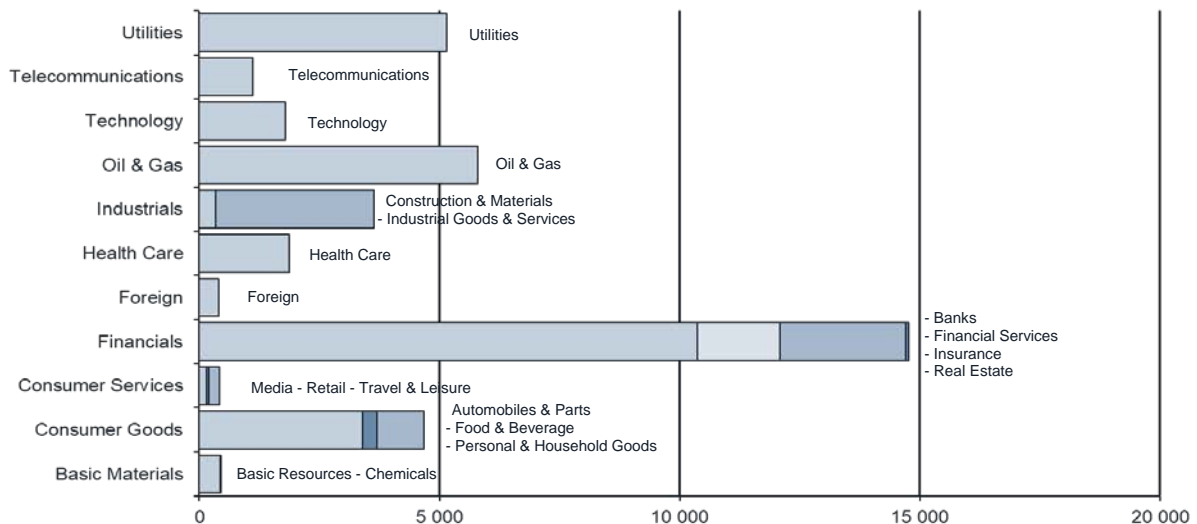 Utilities
Utilities
Telecommunications
Telecommunications
Technology
Technology
Oil & Gas
Oil & Gas
Industrials
Construction & Materials
- Industrial Goods & Services
Health Care
Health Care
Foreign
Foreign
Financials
- Banks
- Financial Services
- Insurance
- Real Estate
Consumer Services
Media - Retail - Travel & Leisure
Consumer Goods
Automobiles & Parts
- Food & Beverage
- Personal & Household Goods
Basic Materials
Basic Resources - Chemicals
0 5 000 10 000 15 000 20 000